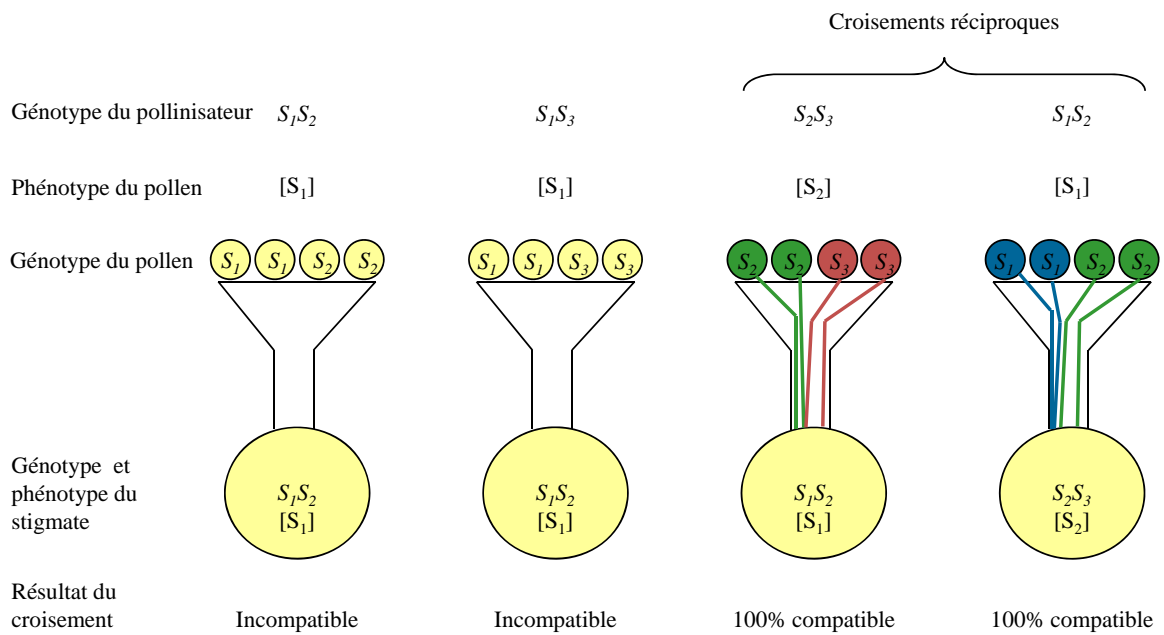 Croisements réciproques
Génotype du pollinisateur S₁S₂ S₁S₃ S₂S₃ S₁S₂
Phénotype du pollen [S₁] [S₁] [S₂] [S₁]
Génotype du pollen S₁ S₁ S₂ S₂ S₁ S₁ S₃ S₃ S₂ S₂ S₃ S₃ S₁ S₁ S₂ S₂
Génotype et
phénotype du
stigmate
S₁S₂ S₁S₂ S₁S₂ S₂S₃
[S₁] [S₁] [S₁] [S₂]
Résultat du
croisement Incompatible Incompatible 100% compatible 100% compatible